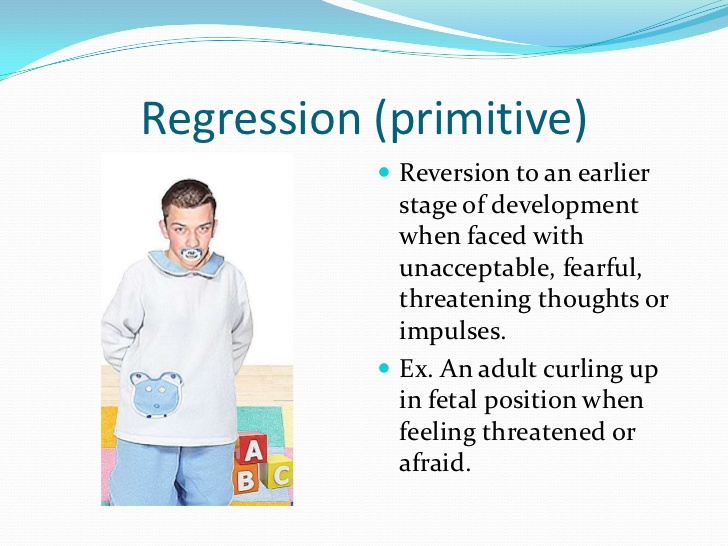 Regression (primitive)
Reversion to an earlier
stage of development
when faced with
unacceptable, fearful,
threatening thoughts or
impulses.
Ex. An adult curling up
in fetal position when
feeling threatened or
afraid.
A
B C